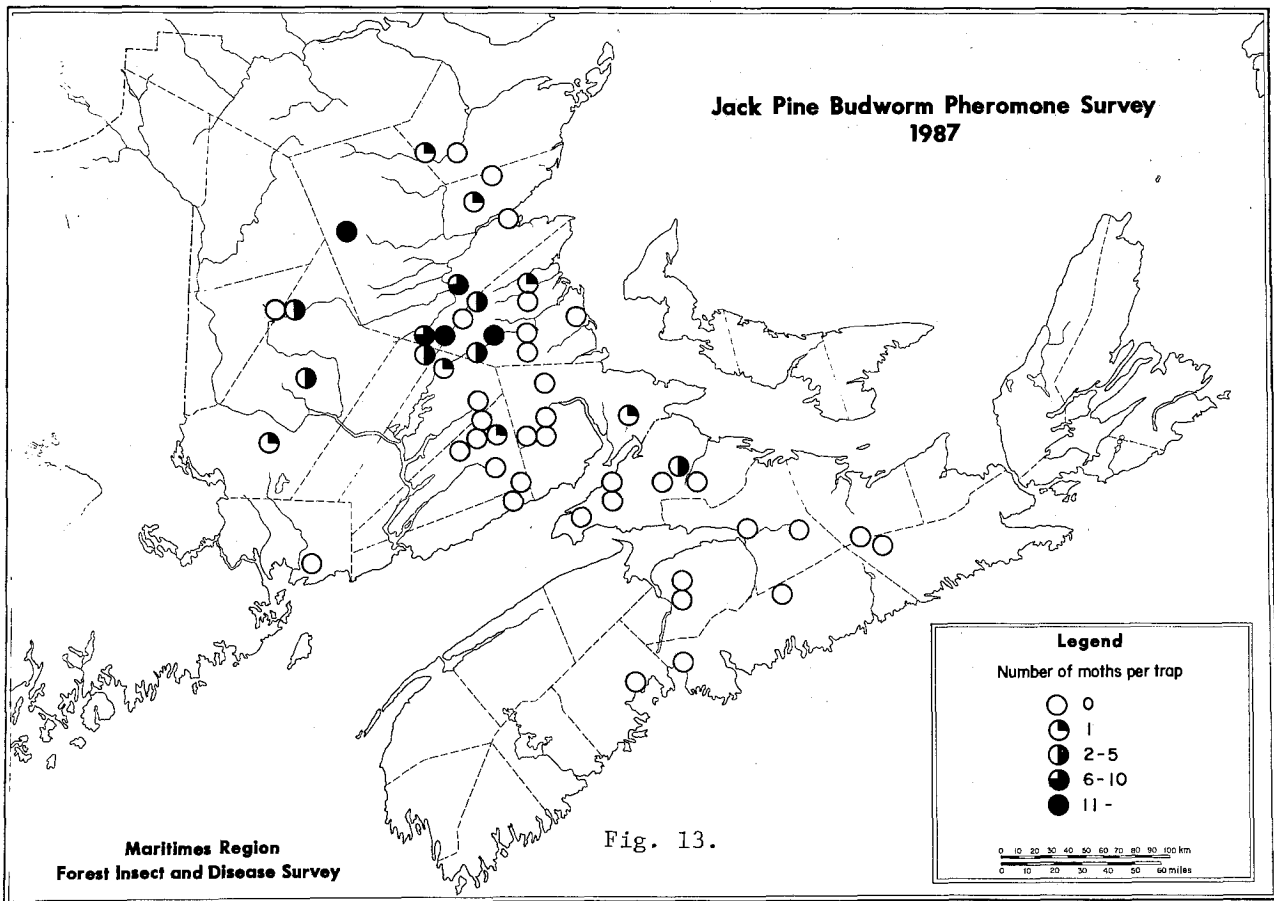 Jack Pine Budworm Pheromone Survey
1987
Legend
Number of moths per trap
0
1
2-5
6-10
11-
0 10 20 30 40 50 60 70 80 90 100 km
0 10 20 30 40 50 60 miles
Fig. 13.
Maritimes Region
Forest Insect and Disease Survey